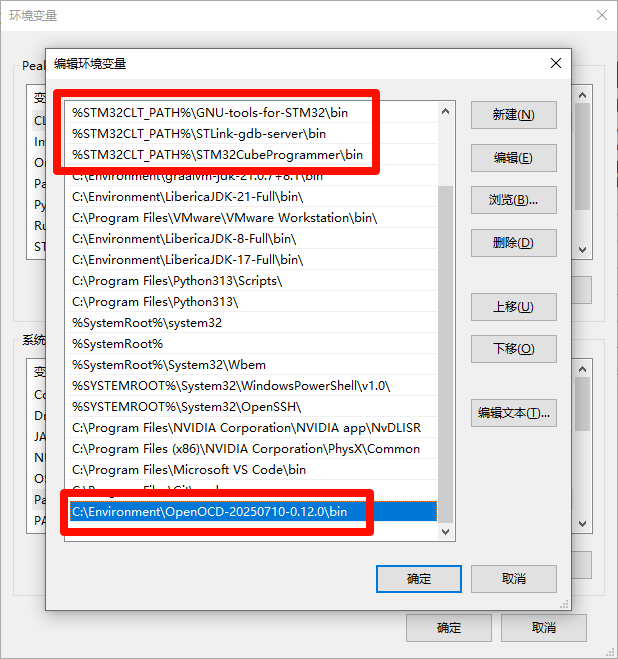 环境变量
编辑环境变量
%STM32CLT_PATH%\GNU-tools-for-STM32\bin
%STM32CLT_PATH%\STLink-gdb-server\bin
%STM32CLT_PATH%\STM32CubeProgrammer\bin
C:\Environment\graalvm-jdk-21.0.7+8.1\bin
C:\Environment\LibericaJDK-21-Full\bin\
C:\Program Files\VMware\VMware Workstation\bin\
C:\Environment\LibericaJDK-8-Full\bin\
C:\Environment\LibericaJDK-17-Full\bin\
C:\Program Files\Python313\Scripts\
C:\Program Files\Python313\
%SystemRoot%\system32
%SystemRoot%
%SystemRoot%\System32\Wbem
%SYSTEMROOT%\System32\WindowsPowerShell\v1.0\
%SYSTEMROOT%\System32\OpenSSH\
C:\Program Files\NVIDIA Corporation\NVIDIA app\NvDLISR
C:\Program Files (x86)\NVIDIA Corporation\PhysX\Common
C:\Program Files\Microsoft VS Code\bin
C:\Environment\OpenOCD-20250710-0.12.0\bin
新建(N)
编辑(E)
浏览(B)...
删除(D)
上移(U)
下移(O)
编辑文本(T)...
确定
取消
Peak
变
CL
Int
On
Pa
Py
Ru
ST
系统
变
Co
Dr
JA
NU
OS
Pa
PA
确定
取消